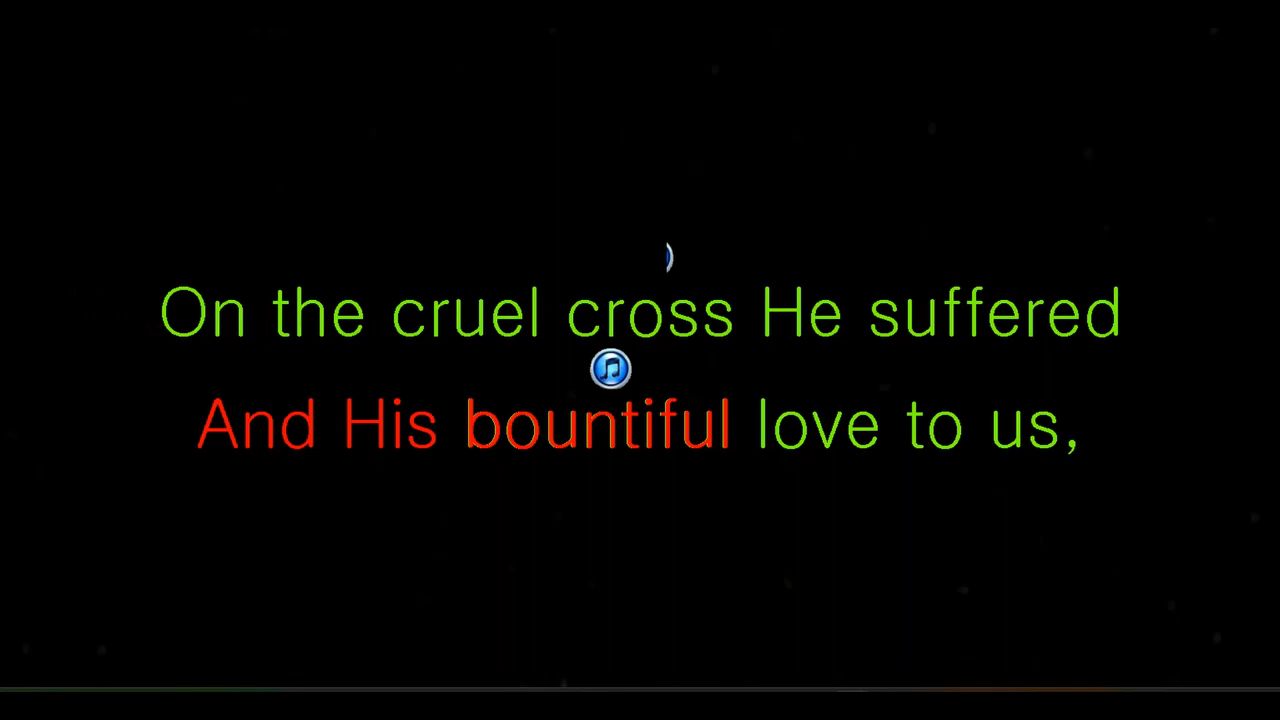 On the cruel cross He suffered
And His bountiful love to us,